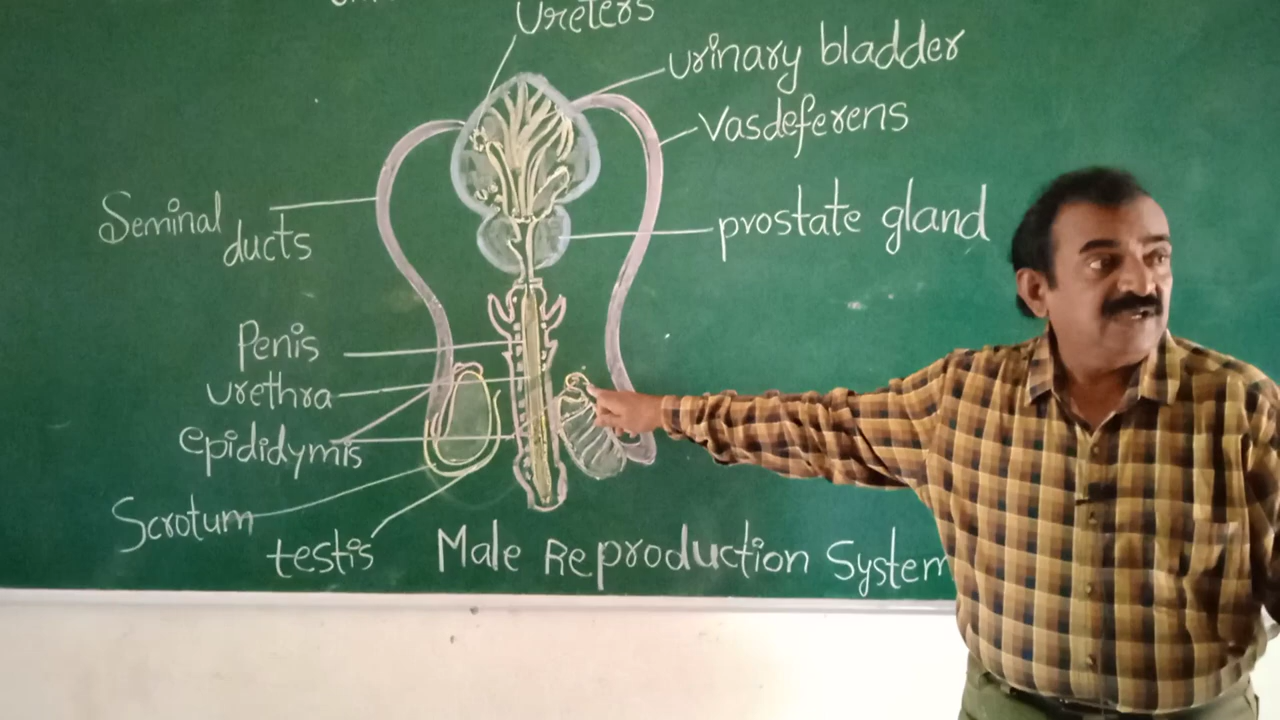 Ureters
urinary bladder
Vasdeferens
Seminal
ducts
prostate gland
Penis
urethra
epididymis
Scrotum
testis
Male Reproduction System